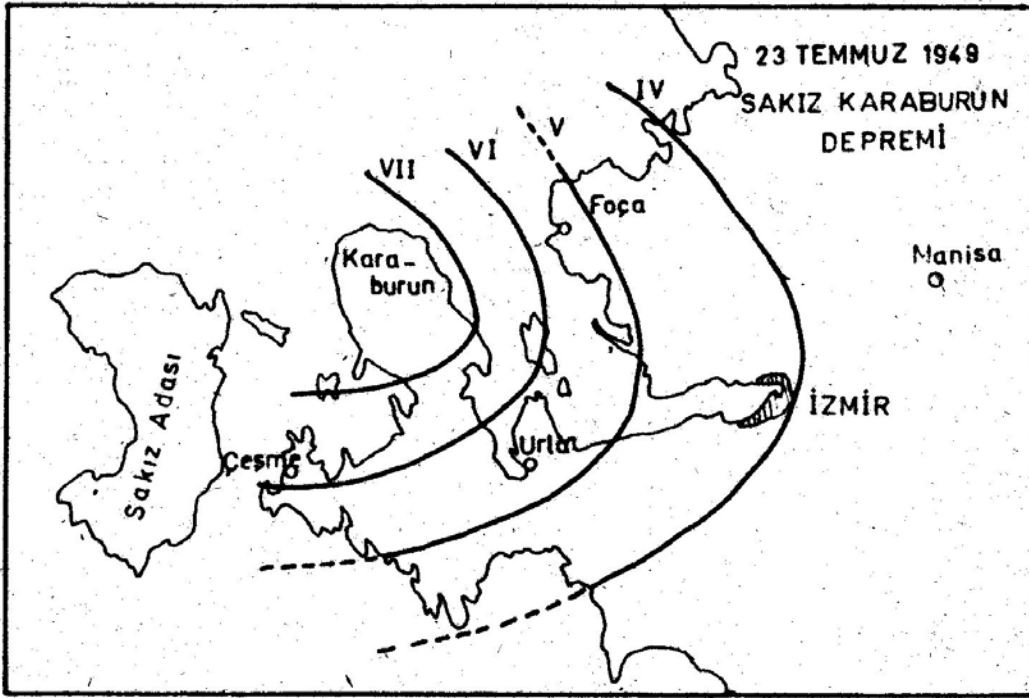 23 TEMMUZ 1949
SAKIZ KARABURUN
DEPREMİ
IV
V
VI
VII
Foça
Manisa
Kara-
burun
Sakız Adası
İZMİR
Çeşme
Urla